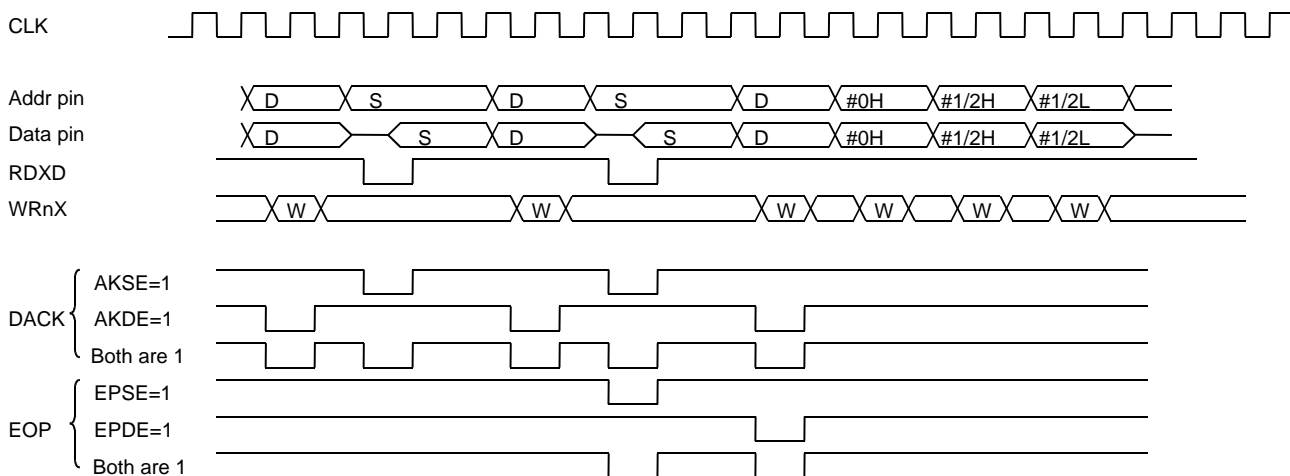 CLK
Addr pin D S D S D #0H #1/2H #1/2L
Data pin D S D S D #0H #1/2H #1/2L
RDXD
WRnX W W W W W W
AKSE=1
DACK AKDE=1
Both are 1
EPSE=1
EOP EPDE=1
Both are 1